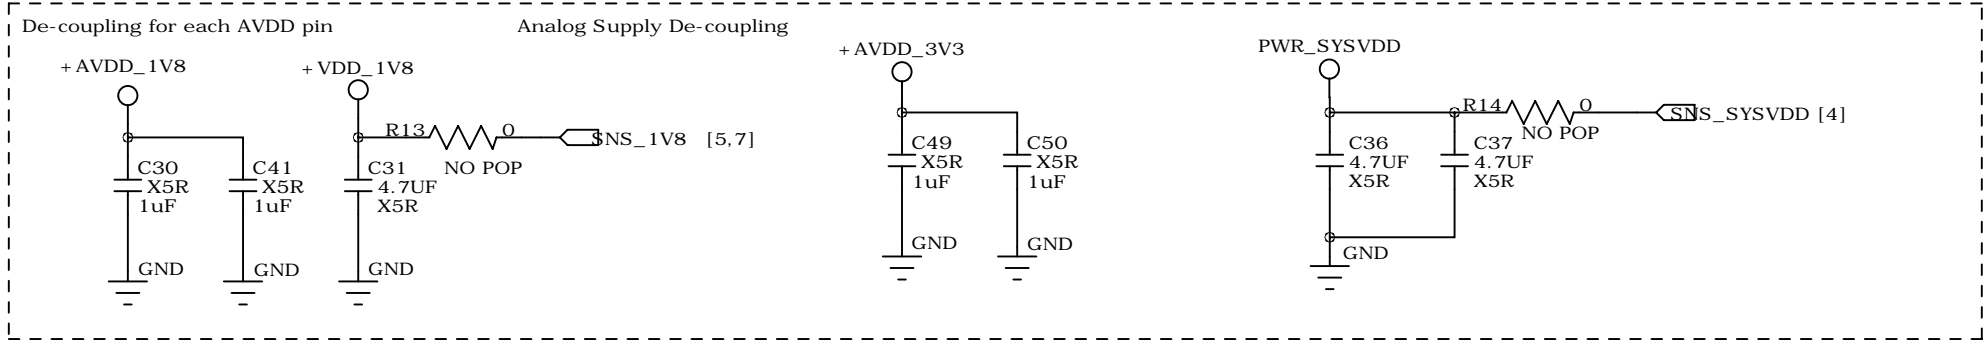 De-coupling for each AVDD pin
Analog Supply De-coupling
+AVDD_1V8
C30
X5R
1uF
GND
C41
X5R
1uF
GND
+VDD_1V8
R13
0
NO POP
SNS_1V8 [5,7]
C31
4.7UF
X5R
GND
+AVDD_3V3
C49
X5R
1uF
GND
C50
X5R
1uF
GND
PWR_SYSVDD
R14
0
NO POP
SNS_SYSVDD [4]
C36
4.7UF
X5R
C37
4.7UF
X5R
GND